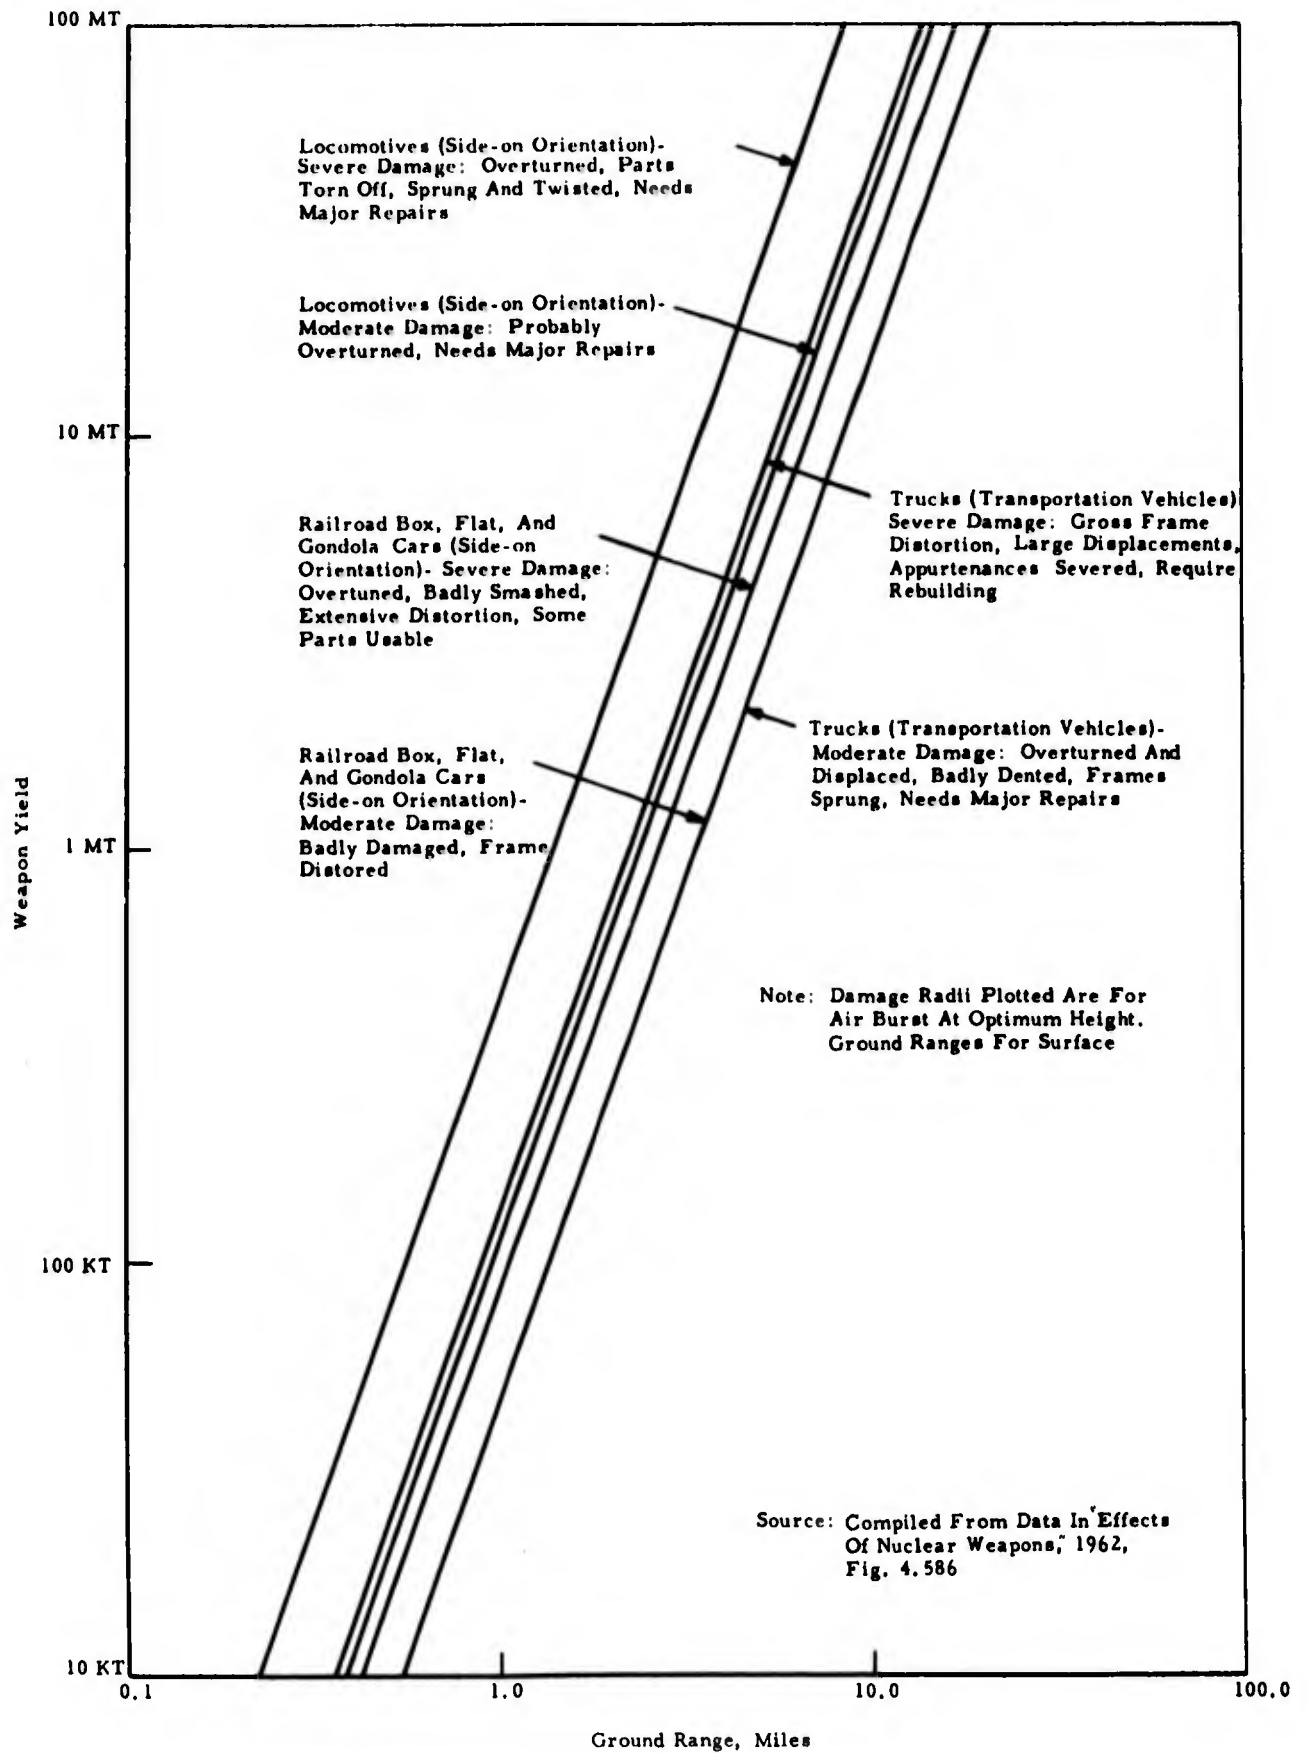 100 MT
Locomotives (Side-on Orientation)-
Severe Damage: Overturned, Parts
Torn Off, Sprung And Twisted, Needs
Major Repairs
Locomotives (Side-on Orientation)-
Moderate Damage: Probably
Overturned, Needs Major Repairs
10 MT
Railroad Box, Flat, And
Gondola Cars (Side-on
Orientation)- Severe Damage:
Overtuned, Badly Smashed,
Extensive Distortion, Some
Parts Usable
Trucks (Transportation Vehicles)
Severe Damage: Gross Frame
Distortion, Large Displacements,
Appurtenances Severed, Require
Rebuilding
Railroad Box, Flat,
And Gondola Cars
(Side-on Orientation)-
Moderate Damage:
Badly Damaged, Frame
Distored
Trucks (Transportation Vehicles)-
Moderate Damage: Overturned And
Displaced, Badly Dented, Frames
Sprung, Needs Major Repairs
Weapon Yield
1 MT
Note: Damage Radii Plotted Are For
Air Burst At Optimum Height.
Ground Ranges For Surface
100 KT
Source: Compiled From Data In "Effects
Of Nuclear Weapons," 1962,
Fig. 4.586
10 KT
0.1
1.0
10.0
100.0
Ground Range, Miles